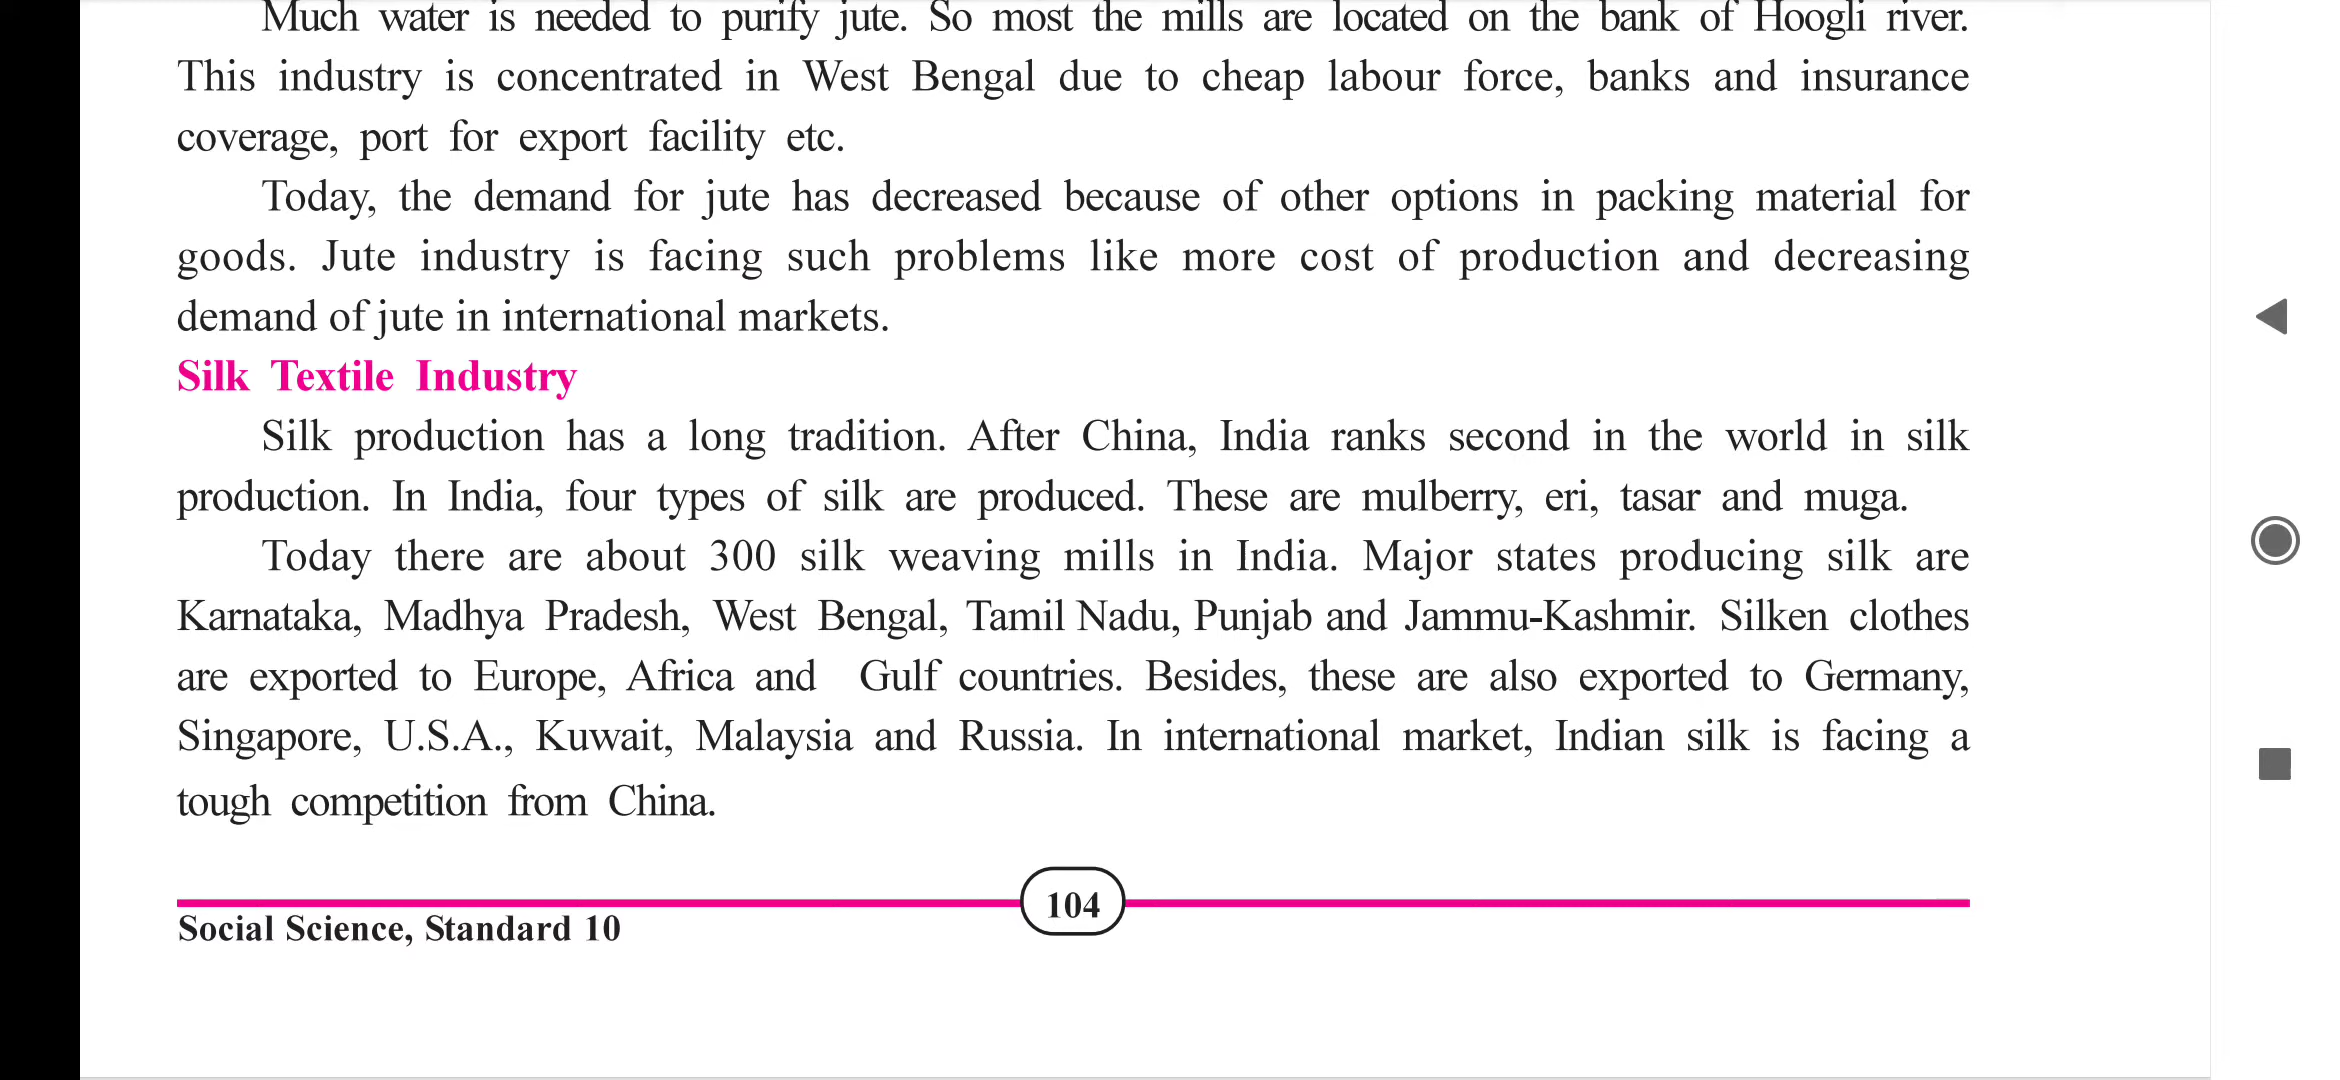 Much water is needed to purify jute. So most the mills are located on the bank of Hoogli river.
This industry is concentrated in West Bengal due to cheap labour force, banks and insurance
coverage, port for export facility etc.
Today, the demand for jute has decreased because of other options in packing material for
goods. Jute industry is facing such problems like more cost of production and decreasing
demand of jute in international markets.
Silk Textile Industry
Silk production has a long tradition. After China, India ranks second in the world in silk
production. In India, four types of silk are produced. These are mulberry, eri, tasar and muga.
Today there are about 300 silk weaving mills in India. Major states producing silk are
Karnataka, Madhya Pradesh, West Bengal, Tamil Nadu, Punjab and Jammu-Kashmir. Silken clothes
are exported to Europe, Africa and Gulf countries. Besides, these are also exported to Germany,
Singapore, U.S.A., Kuwait, Malaysia and Russia. In international market, Indian silk is facing a
tough competition from China.
104
Social Science, Standard 10